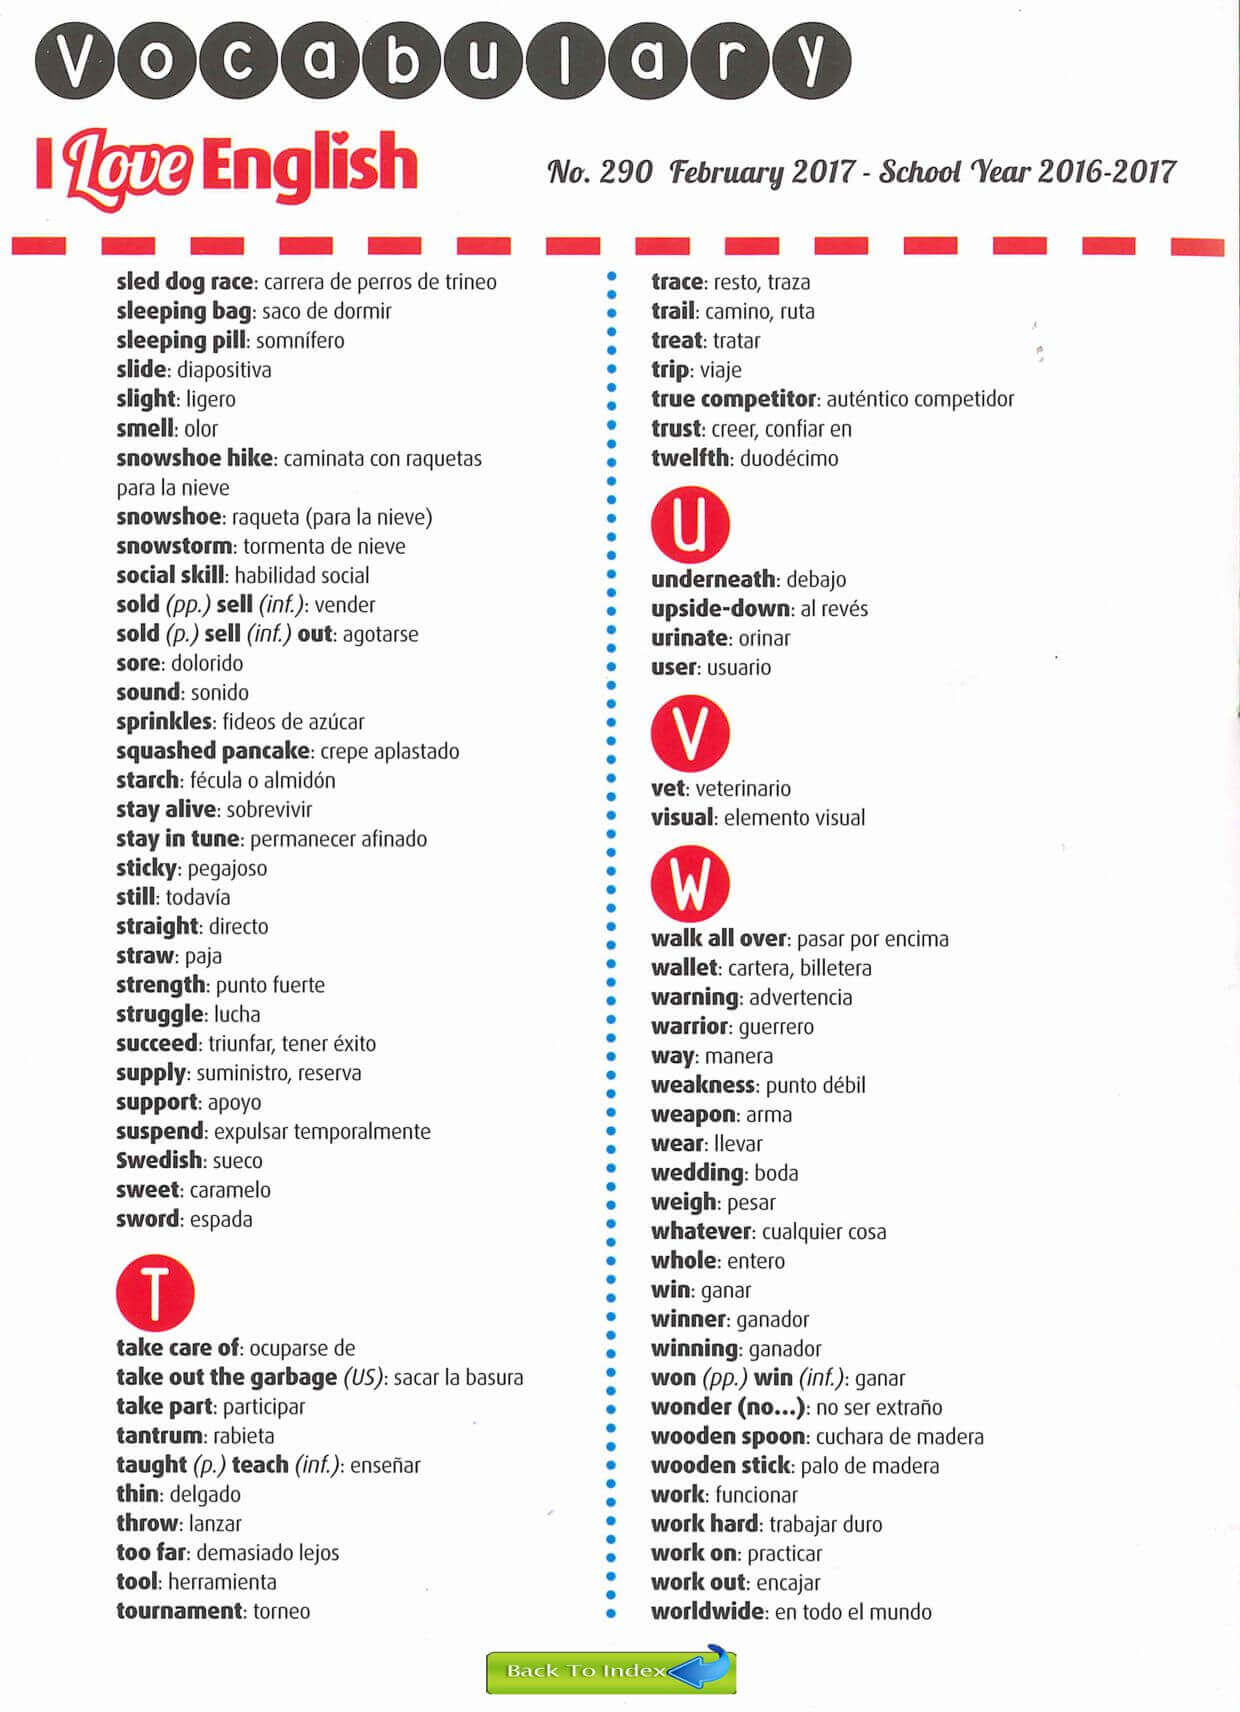 Vocabulary
I Love English
No. 290 February 2017 - School Year 2016-2017
sled dog race: carrera de perros de trineo
sleeping bag: saco de dormir
sleeping pill: somnífero
slide: diapositiva
slight: ligero
smell: olor
snowshoe hike: caminata con raquetas
para la nieve
snowshoe: raqueta (para la nieve)
snowstorm: tormenta de nieve
social skill: habilidad social
sold (pp.) sell (inf.): vender
sold (p.) sell (inf.) out: agotarse
sore: dolorido
sound: sonido
sprinkles: fideos de azúcar
squashed pancake: crepe aplastado
starch: fécula o almidón
stay alive: sobrevivir
stay in tune: permanecer afinado
sticky: pegajoso
still: todavía
straight: directo
straw: paja
strength: punto fuerte
struggle: lucha
succeed: triunfar, tener éxito
supply: suministro, reserva
support: apoyo
suspend: expulsar temporalmente
Swedish: sueco
sweet: caramelo
sword: espada
T
take care of: ocuparse de
take out the garbage (US): sacar la basura
take part: participar
tantrum: rabieta
taught (p.) teach (inf.): enseñar
thin: delgado
throw: lanzar
too far: demasiado lejos
tool: herramienta
tournament: torneo
trace: resto, traza
trail: camino, ruta
treat: tratar
trip: viaje
true competitor: auténtico competidor
trust: creer, confiar en
twelfth: duodécimo
U
underneath: debajo
upside-down: al revés
urinate: orinar
user: usuario
V
vet: veterinario
visual: elemento visual
W
walk all over: pasar por encima
wallet: cartera, billetera
warning: advertencia
warrior: guerrero
way: manera
weakness: punto débil
weapon: arma
wear: llevar
wedding: boda
weigh: pesar
whatever: cualquier cosa
whole: entero
win: ganar
winner: ganador
winning: ganador
won (pp.) win (inf.): ganar
wonder (no...): no ser extraño
wooden spoon: cuchara de madera
wooden stick: palo de madera
work: funcionar
work hard: trabajar duro
work on: practicar
work out: encajar
worldwide: en todo el mundo
Back To Index